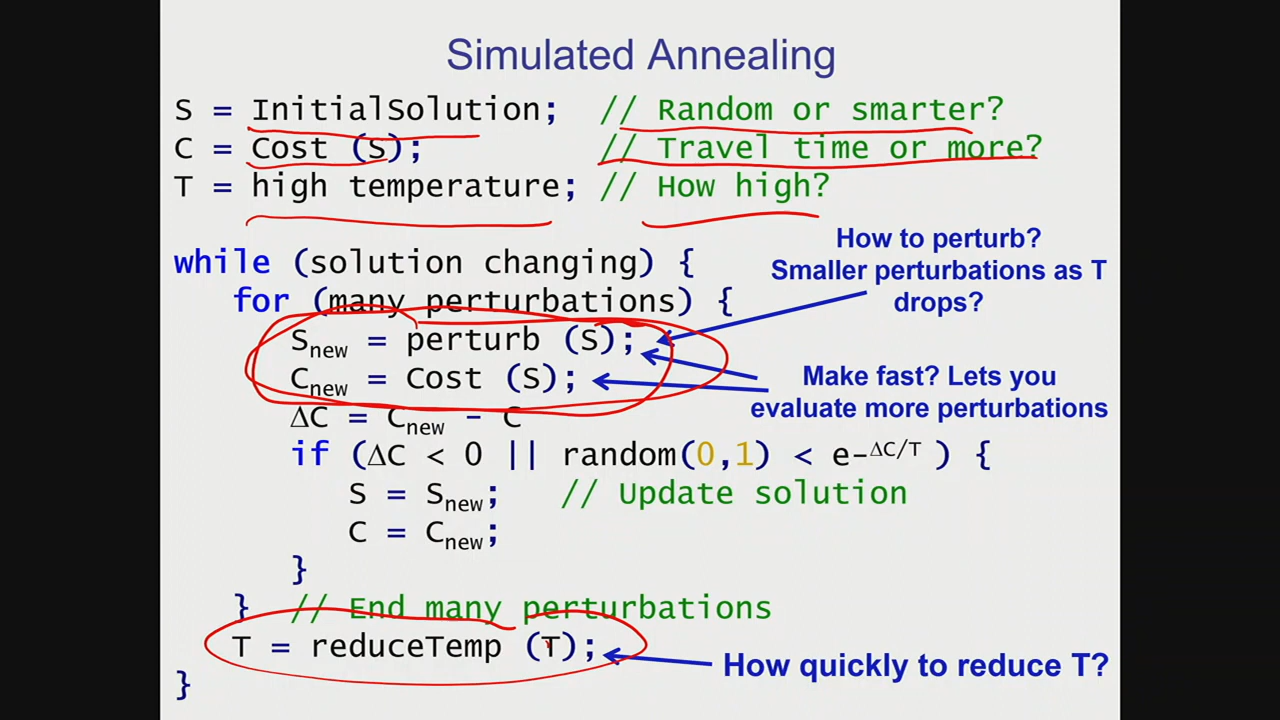 Simulated Annealing
S = InitialSolution; // Random or smarter?
C = Cost (S); // Travel time or more?
T = high temperature; // How high?
How to perturb?
Smaller perturbations as T
drops?
while (solution changing) {
for (many perturbations) {
Snew = perturb (S);
Cnew = Cost (S);
Make fast? Lets you
evaluate more perturbations
ΔC = Cnew - C
if (ΔC < 0 || random(0,1) < e-ΔC/T ) {
S = Snew; // Update solution
C = Cnew;
}
} // End many perturbations
T = reduceTemp (T);
How quickly to reduce T?
}